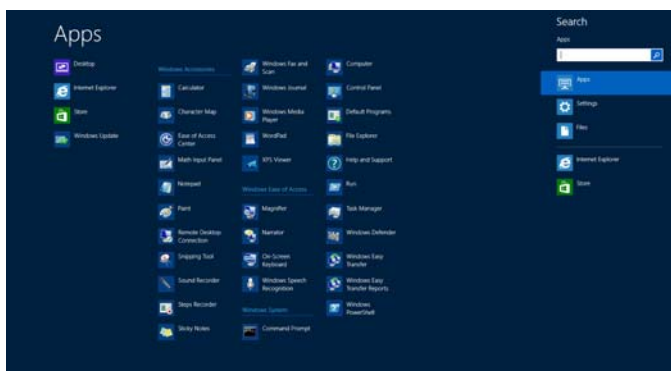 Apps
Desktop
Internet Explorer
Store
Windows Update
Windows Accessories
Calculator
Character Map
Ease of Access
Center
Math Input Panel
Notepad
Paint
Remote Desktop
Connection
Snipping Tool
Sound Recorder
Steps Recorder
Sticky Notes
Windows Fax and
Scan
Windows Journal
Windows Media
Player
WordPad
XPS Viewer
Windows Ease of Access
Magnifier
Narrator
On-Screen
Keyboard
Windows Speech
Recognition
Windows System
Command Prompt
Computer
Control Panel
Default Programs
File Explorer
Help and Support
Run
Task Manager
Windows Defender
Windows Easy
Transfer
Windows Easy
Transfer Reports
Windows
PowerShell
Search
Apps
Apps
Settings
Files
Internet Explorer
Store